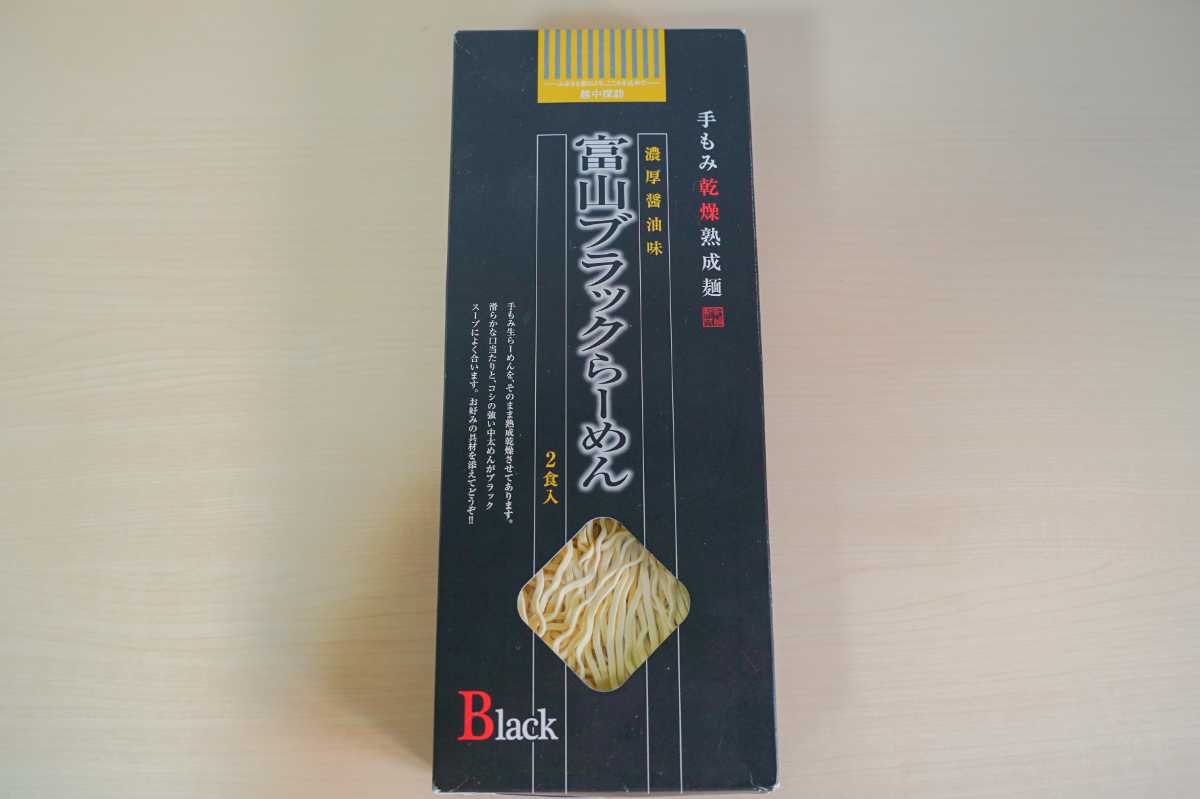 越中探訪
手もみ乾燥熟成麺
濃厚醤油味
富山ブラックらーめん
2食入
手もみ生らーめんを、そのまま熟成乾燥させてあります。
滑らかな口当たりと、コシの強い中太めんがブラック
スープによく合います。お好みの具材を添えてどうぞ!!
Black